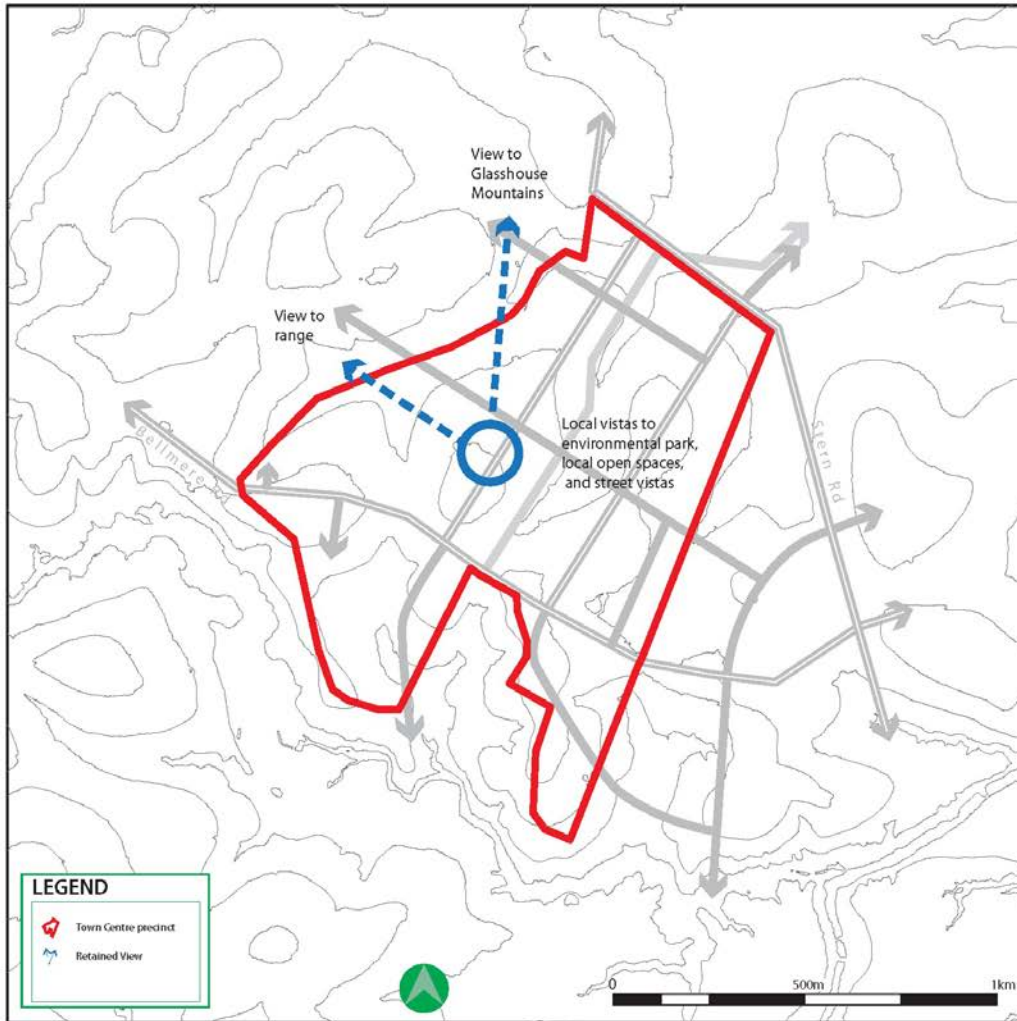 View to
Glasshouse
Mountains
View to
range
Bellmere
Local vistas to
environmental park,
local open spaces,
and street vistas
Stern Rd
LEGEND
Town Centre precinct
Retained View
0
500m
1km